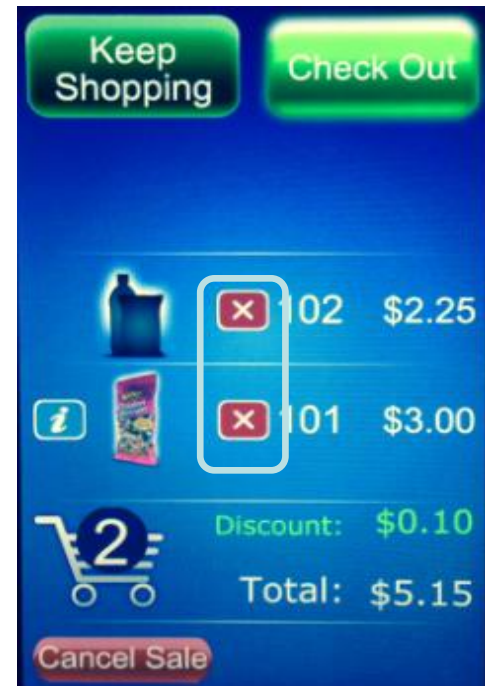 Keep
Shopping
Check Out
102 $2.25
i 101 $3.00
2
Discount: $0.10
Total: $5.15
Cancel Sale